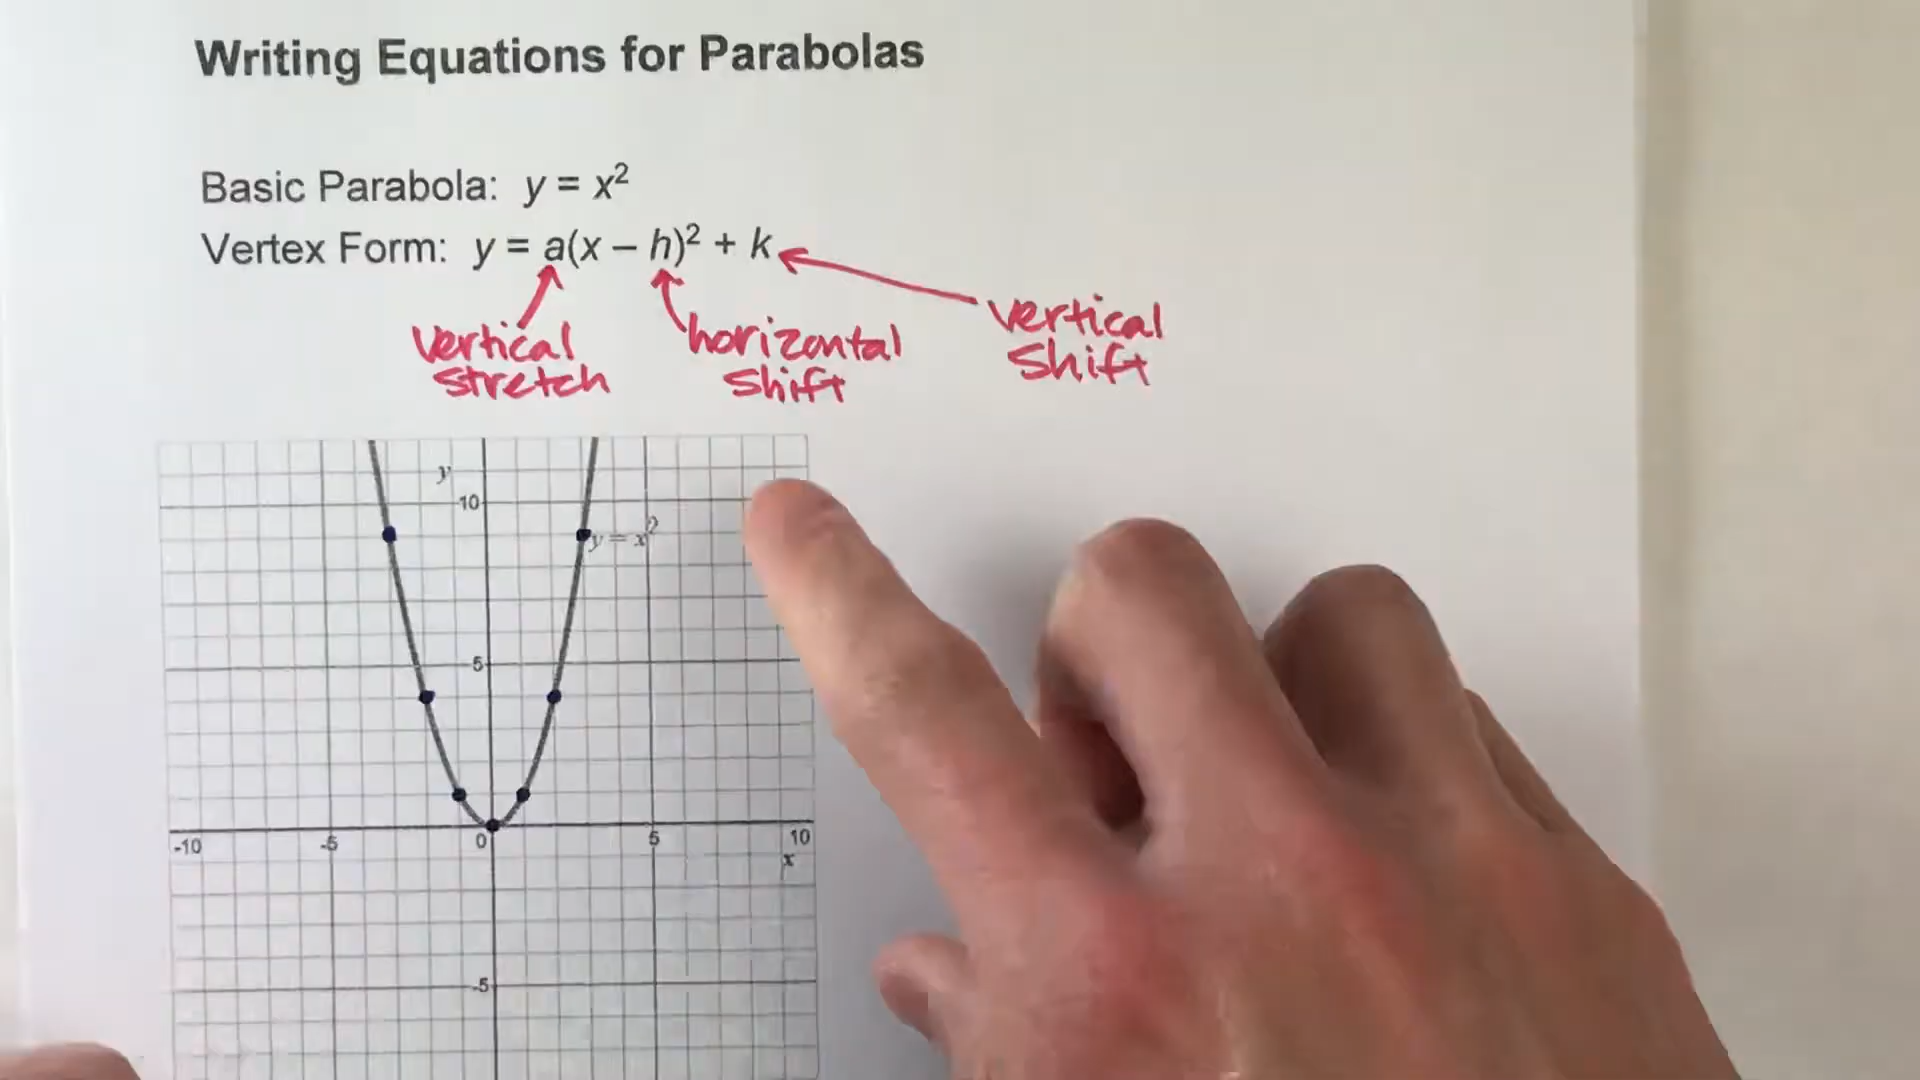 Writing Equations for Parabolas
Basic Parabola: y = x²
Vertex Form: y = a(x – h)² + k
vertical
stretch
horizontal
shift
vertical
shift
y
10
y = x²
5
-10
-5
0
5
10
x
-5